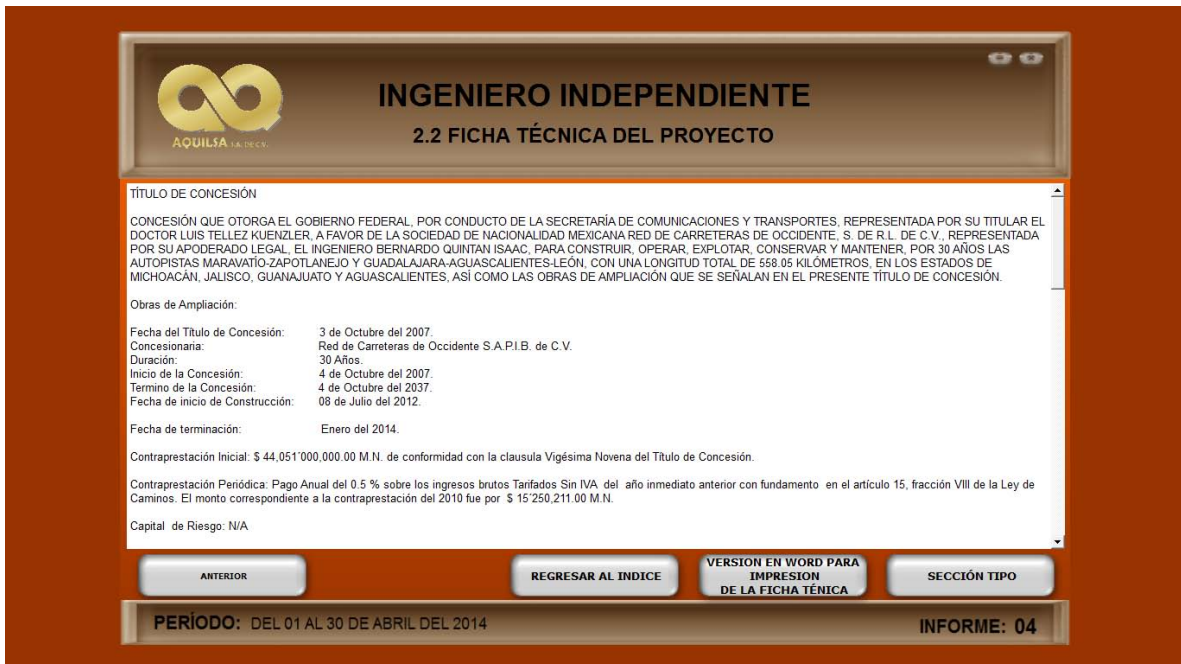 INGENIERO INDEPENDIENTE
2.2 FICHA TÉCNICA DEL PROYECTO
AQUILSA S.A. DE C.V.
TÍTULO DE CONCESIÓN
CONCESIÓN QUE OTORGA EL GOBIERNO FEDERAL, POR CONDUCTO DE LA SECRETARÍA DE COMUNICACIONES Y TRANSPORTES, REPRESENTADA POR SU TITULAR EL
DOCTOR LUIS TELLEZ KUENZLER, A FAVOR DE LA SOCIEDAD DE NACIONALIDAD MEXICANA RED DE CARRETERAS DE OCCIDENTE, S. DE R.L. DE C.V., REPRESENTADA
POR SU APODERADO LEGAL, EL INGENIERO BERNARDO QUINTAN ISAAC, PARA CONSTRUIR, OPERAR, EXPLOTAR, CONSERVAR Y MANTENER, POR 30 AÑOS LAS
AUTOPISTAS MARAVATÍO-ZAPOTLANEJO Y GUADALAJARA-AGUASCALIENTES-LEÓN, CON UNA LONGITUD TOTAL DE 558.05 KILÓMETROS, EN LOS ESTADOS DE
MICHOACÁN, JALISCO, GUANAJUATO Y AGUASCALIENTES, ASÍ COMO LAS OBRAS DE AMPLIACIÓN QUE SE SEÑALAN EN EL PRESENTE TÍTULO DE CONCESIÓN.
Obras de Ampliación:
Fecha del Título de Concesión: 3 de Octubre del 2007.
Concesionaria: Red de Carreteras de Occidente S.A.P.I.B. de C.V.
Duración: 30 Años.
Inicio de la Concesión: 4 de Octubre del 2007.
Termino de la Concesión: 4 de Octubre del 2037.
Fecha de inicio de Construcción: 08 de Julio del 2012.
Fecha de terminación: Enero del 2014.
Contraprestación Inicial: $ 44,051´000,000.00 M.N. de conformidad con la clausula Vigésima Novena del Título de Concesión.
Contraprestación Periódica: Pago Anual del 0.5 % sobre los ingresos brutos Tarifados Sin IVA del año inmediato anterior con fundamento en el artículo 15, fracción VIII de la Ley de
Caminos. El monto correspondiente a la contraprestación del 2010 fue por $ 15´250,211.00 M.N.
Capital de Riesgo: N/A
ANTERIOR
REGRESAR AL INDICE
VERSION EN WORD PARA
IMPRESION
DE LA FICHA TÉNICA
SECCIÓN TIPO
PERÍODO: DEL 01 AL 30 DE ABRIL DEL 2014
INFORME: 04